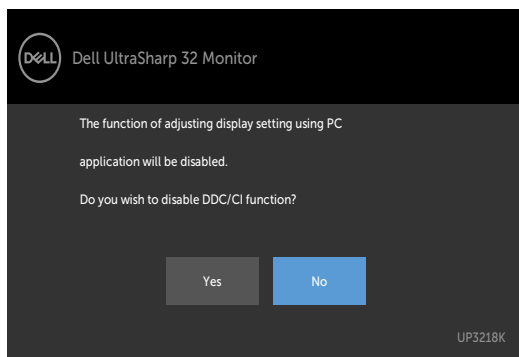 DELL Dell UltraSharp 32 Monitor
The function of adjusting display setting using PC
application will be disabled.
Do you wish to disable DDC/CI function?
Yes No
UP3218K